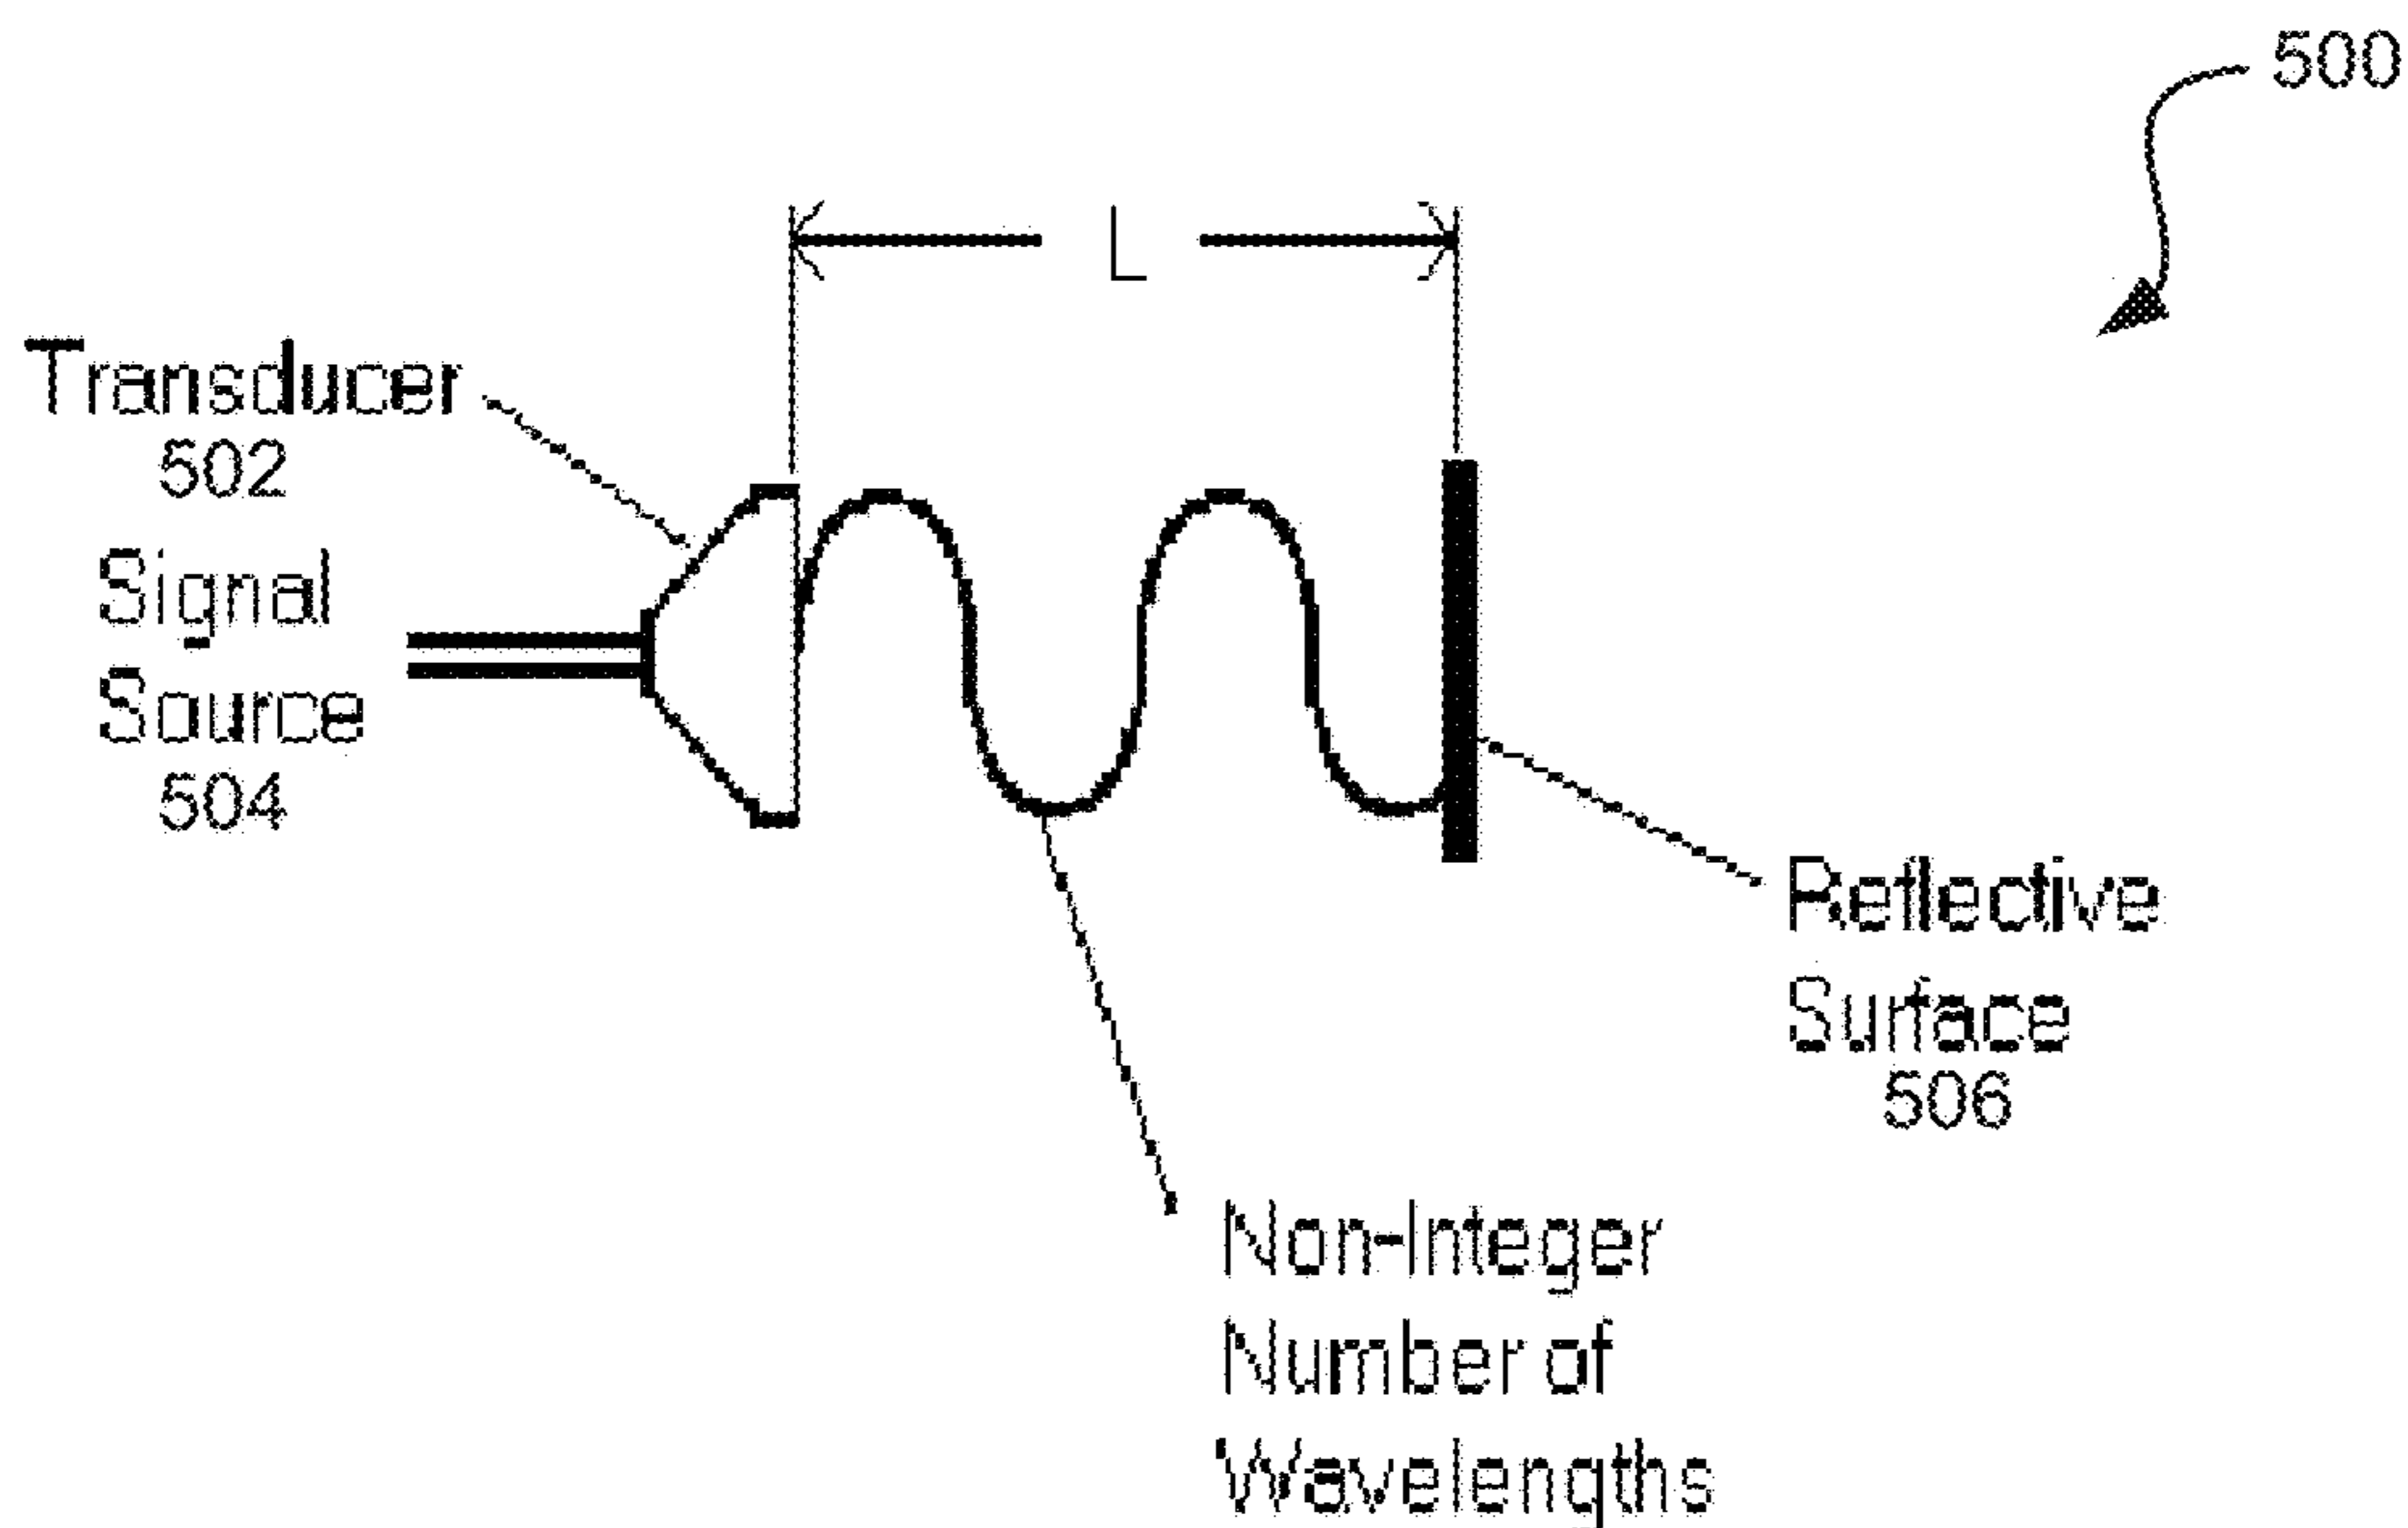 500
L
Transducer
502
Signal
Source
504
Reflective
Surface
506
Non-Integer
Number of
Wavelengths